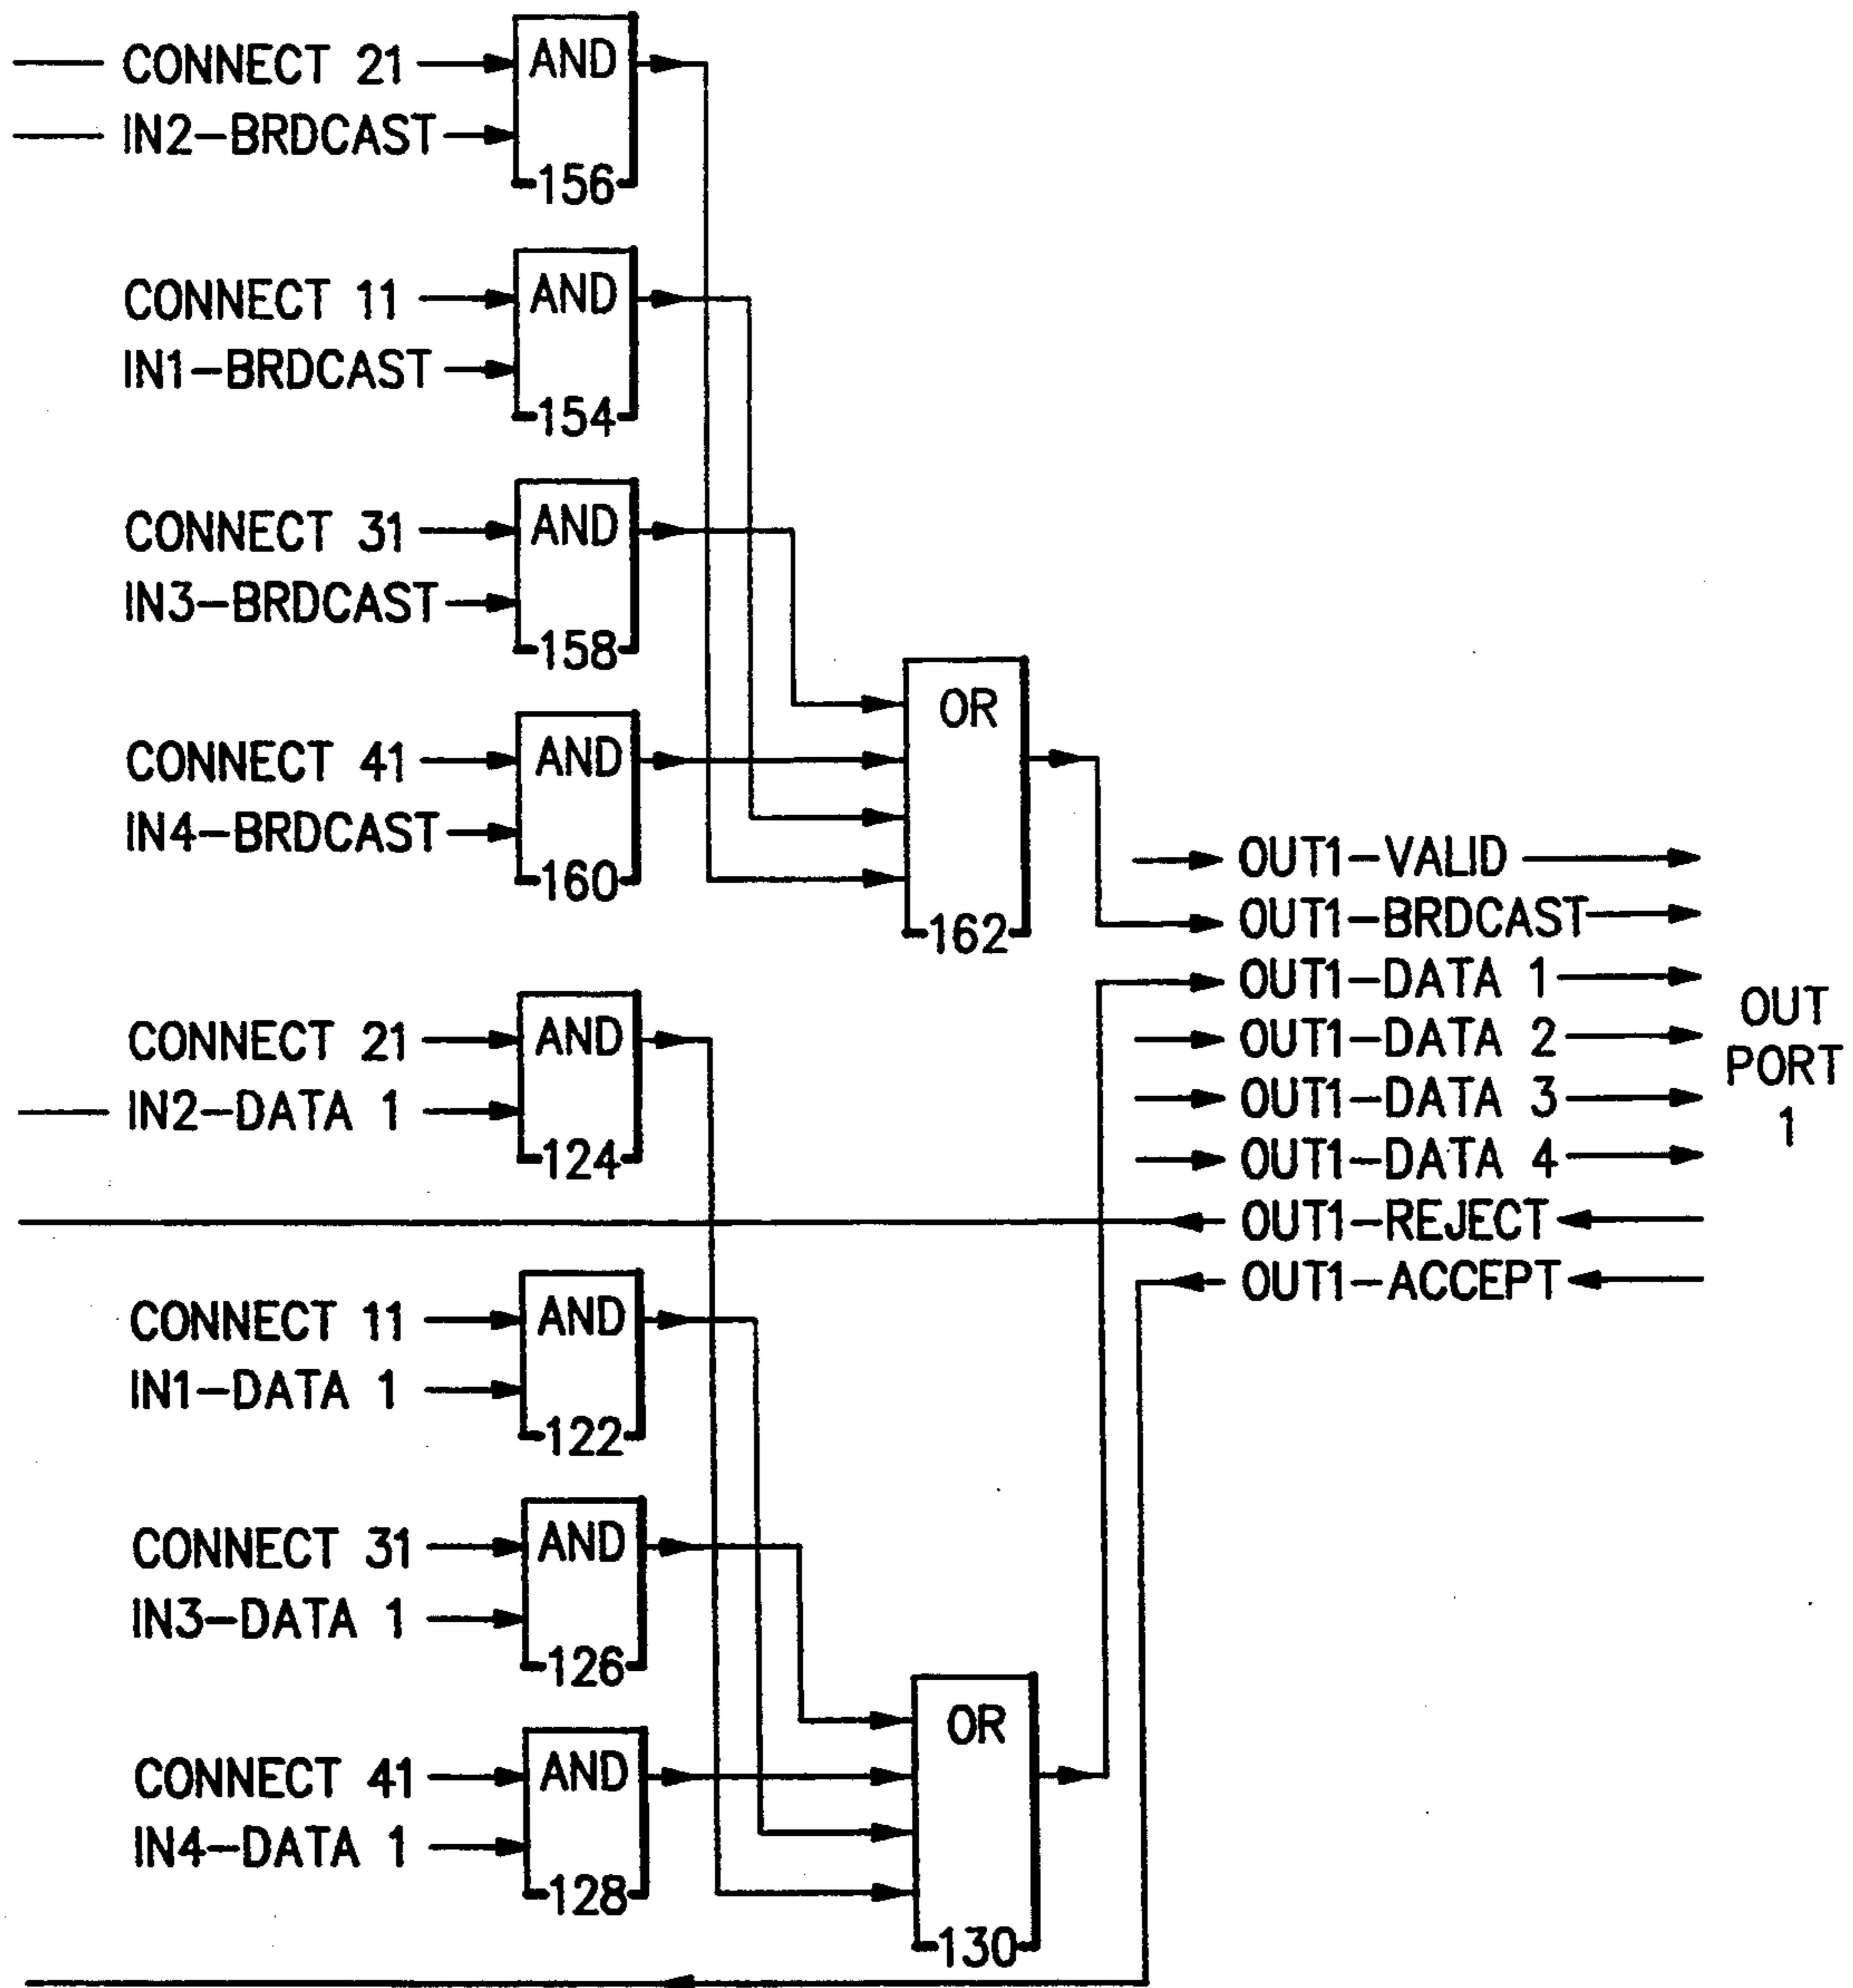 CONNECT 21
AND
IN2-BRDCAST
156
CONNECT 11
AND
IN1-BRDCAST
154
CONNECT 31
AND
IN3-BRDCAST
158
CONNECT 41
AND
IN4-BRDCAST
160
OR
162
OUT1-VALID
OUT1-BRDCAST
OUT1-DATA 1
OUT1-DATA 2
OUT1-DATA 3
OUT1-DATA 4
OUT1-REJECT
OUT1-ACCEPT
OUT
PORT
1
CONNECT 21
AND
IN2-DATA 1
124
CONNECT 11
AND
IN1-DATA 1
122
CONNECT 31
AND
IN3-DATA 1
126
CONNECT 41
AND
IN4-DATA 1
128
OR
130